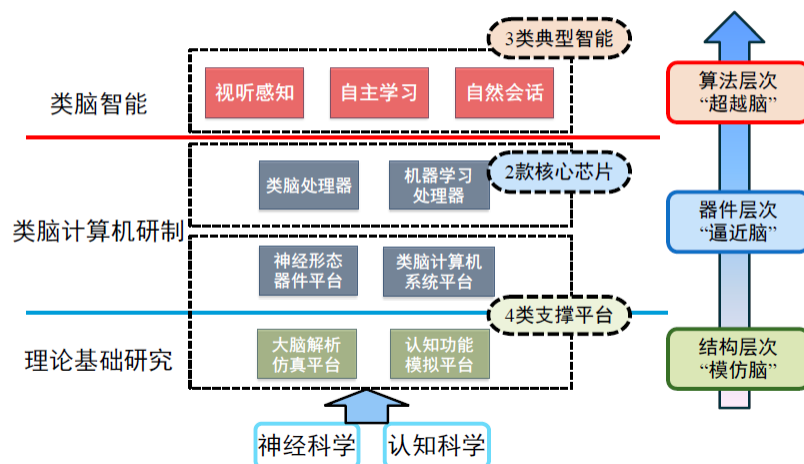 3类典型智能
视听感知
自主学习
自然会话
类脑智能
算法层次
“超越脑”
2款核心芯片
类脑处理器
机器学习
处理器
类脑计算机研制
器件层次
“逼近脑”
神经形态
器件平台
类脑计算机
系统平台
4类支撑平台
理论基础研究
大脑解析
仿真平台
认知功能
模拟平台
结构层次
“模仿脑”
神经科学
认知科学